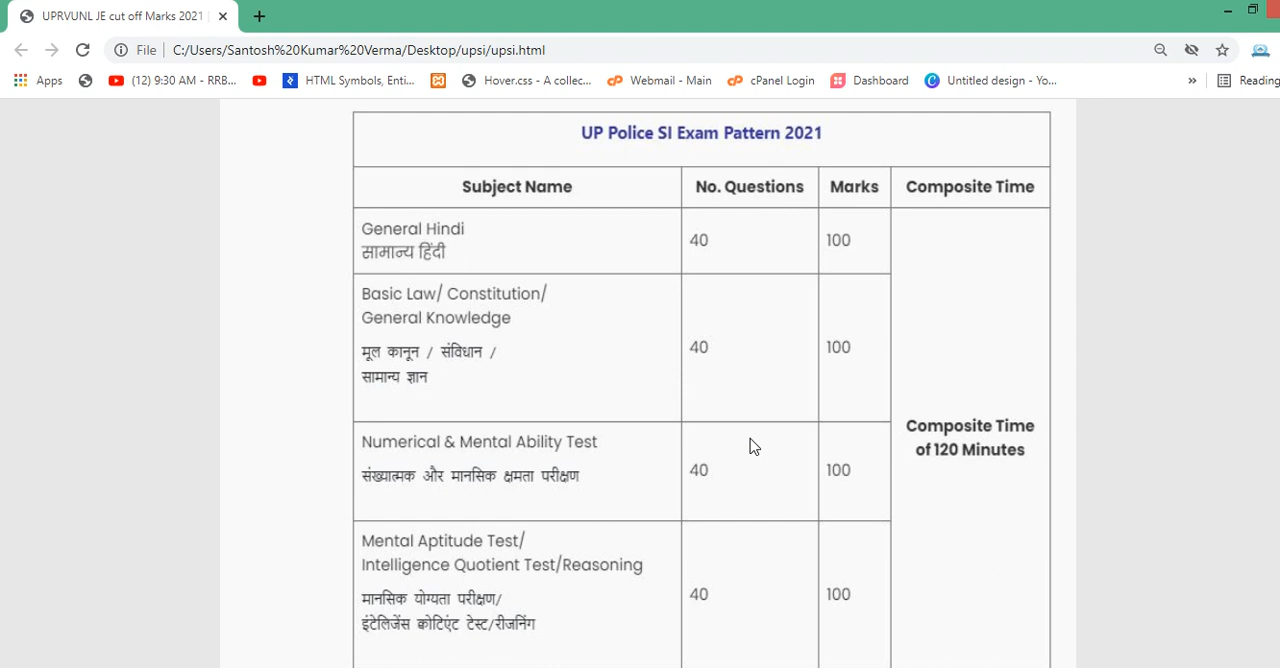 UPRVUNL JE cut off Marks 2021
File C:/Users/Santosh%20Kumar%20Verma/Desktop/upsi/upsi.html
Apps (12) 9:30 AM - RRB... HTML Symbols, Enti... Hover.css - A collec... Webmail - Main cPanel Login Dashboard Untitled design - Yo... » Reading
UP Police SI Exam Pattern 2021
Subject Name No. Questions Marks Composite Time
General Hindi
सामान्य हिंदी
40 100
Basic Law/ Constitution/
General Knowledge
मूल कानून / संविधान /
सामान्य ज्ञान
40 100
Numerical & Mental Ability Test
संख्यात्मक और मानसिक क्षमता परीक्षण
40 100
Mental Aptitude Test/
Intelligence Quotient Test/Reasoning
मानसिक योग्यता परीक्षण/
इंटेलिजेंस क्वोटिएंट टेस्ट/रीजनिंग
40 100
Composite Time
of 120 Minutes